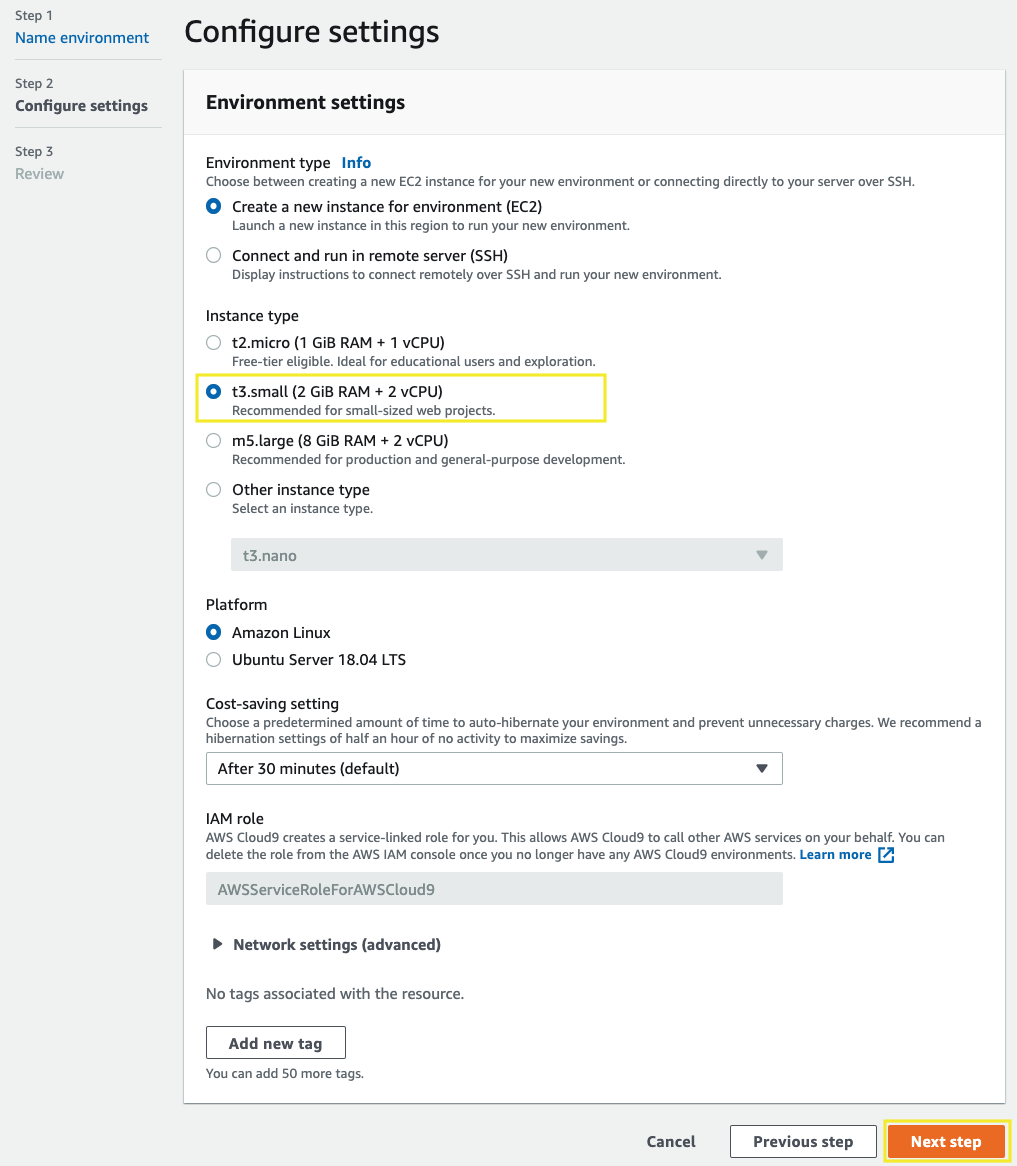 Step 1
Name environment
Step 2
Configure settings
Step 3
Review
Configure settings
Environment settings
Environment type Info
Choose between creating a new EC2 instance for your new environment or connecting directly to your server over SSH.
Create a new instance for environment (EC2)
Launch a new instance in this region to run your new environment.
Connect and run in remote server (SSH)
Display instructions to connect remotely over SSH and run your new environment.
Instance type
t2.micro (1 GiB RAM + 1 vCPU)
Free-tier eligible. Ideal for educational users and exploration.
t3.small (2 GiB RAM + 2 vCPU)
Recommended for small-sized web projects.
m5.large (8 GiB RAM + 2 vCPU)
Recommended for production and general-purpose development.
Other instance type
Select an instance type.
t3.nano
Platform
Amazon Linux
Ubuntu Server 18.04 LTS
Cost-saving setting
Choose a predetermined amount of time to auto-hibernate your environment and prevent unnecessary charges. We recommend a
hibernation settings of half an hour of no activity to maximize savings.
After 30 minutes (default)
IAM role
AWS Cloud9 creates a service-linked role for you. This allows AWS Cloud9 to call other AWS services on your behalf. You can
delete the role from the AWS IAM console once you no longer have any AWS Cloud9 environments. Learn more
AWSServiceRoleForAWSCloud9
Network settings (advanced)
No tags associated with the resource.
Add new tag
You can add 50 more tags.
Cancel Previous step Next step